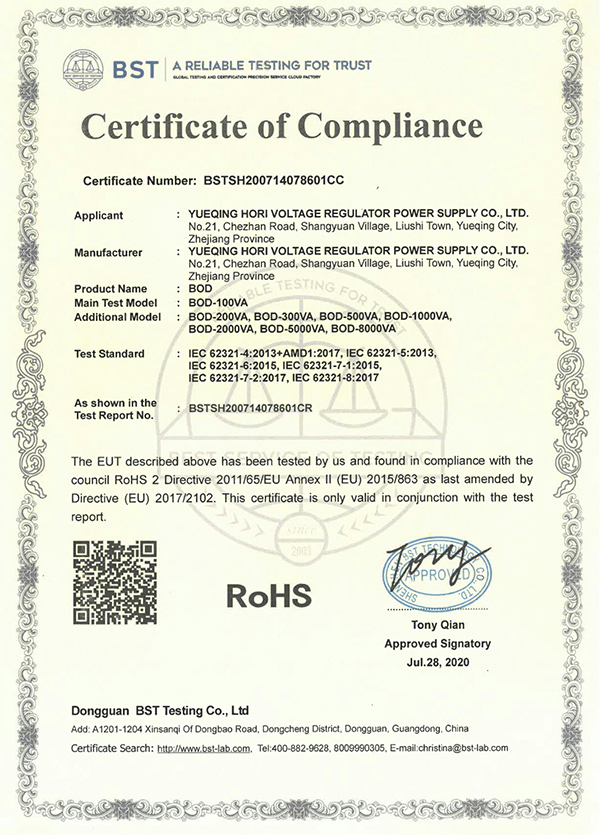 BST
A RELIABLE TESTING FOR TRUST
GLOBAL TESTING AND CERTIFICATION PRECISION SERVICE CLOUD FACTORY
Certificate of Compliance
Certificate Number: BSTSH200714078601CC
Applicant : YUEQING HORI VOLTAGE REGULATOR POWER SUPPLY CO., LTD.
No.21, Chezhan Road, Shangyuan Village, Liushi Town, Yueqing City,
Zhejiang Province
Manufacturer : YUEQING HORI VOLTAGE REGULATOR POWER SUPPLY CO., LTD.
No.21, Chezhan Road, Shangyuan Village, Liushi Town, Yueqing City,
Zhejiang Province
Product Name : BOD
Main Test Model : BOD-100VA
Additional Model : BOD-200VA, BOD-300VA, BOD-500VA, BOD-1000VA,
BOD-2000VA, BOD-5000VA, BOD-8000VA
Test Standard : IEC 62321-4:2013+AMD1:2017, IEC 62321-5:2013,
IEC 62321-6:2015, IEC 62321-7-1:2015,
IEC 62321-7-2:2017, IEC 62321-8:2017
As shown in the
Test Report No. : BSTSH200714078601CR
RELIABLE TESTING FOR TRUST
BEST SERVICE OF TESTING
since
2003
The EUT described above has been tested by us and found in compliance with the
council RoHS 2 Directive 2011/65/EU Annex II (EU) 2015/863 as last amended by
Directive (EU) 2017/2102. This certificate is only valid in conjunction with the test
report.
RoHS
Tony
APPROVED
Tony Qian
Approved Signatory
Jul.28, 2020
Dongguan BST Testing Co., Ltd
Add: A1201-1204 Xinsanqi Of Dongbao Road, Dongcheng District, Dongguan, Guangdong, China
Certificate Search: http://www.bst-lab.com, Tel:400-882-9628, 8009990305, E-mail:christina@bst-lab.com